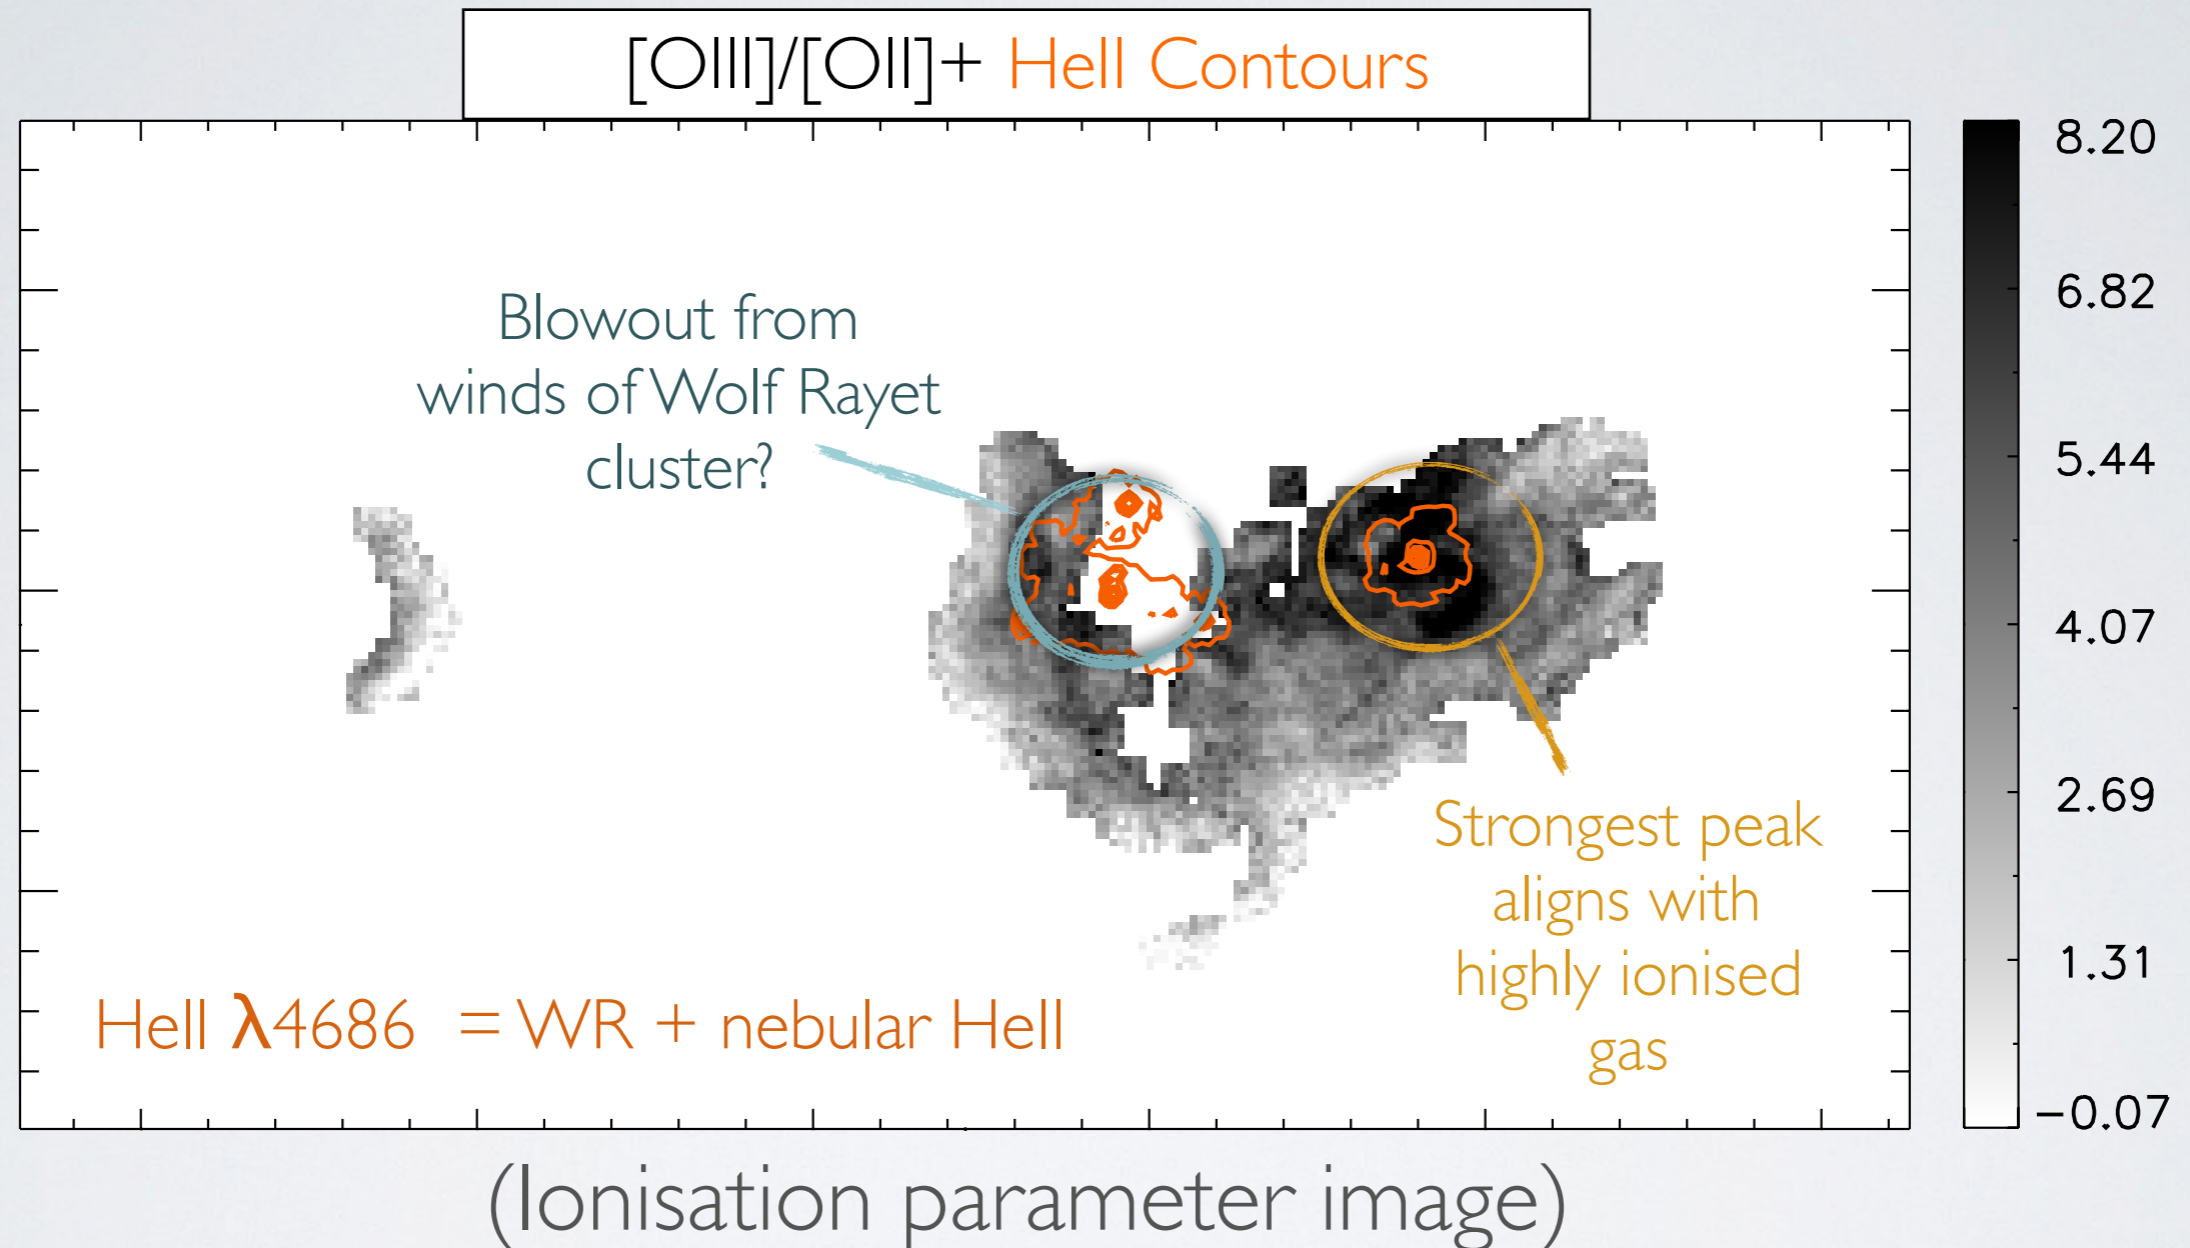 [OIII]/[OII]+ HeII Contours
8.20
6.82
5.44
4.07
2.69
1.31
−0.07
Blowout from
winds of Wolf Rayet
cluster?
Strongest peak
aligns with
highly ionised
gas
HeII λ4686 = WR + nebular HeII
(Ionisation parameter image)